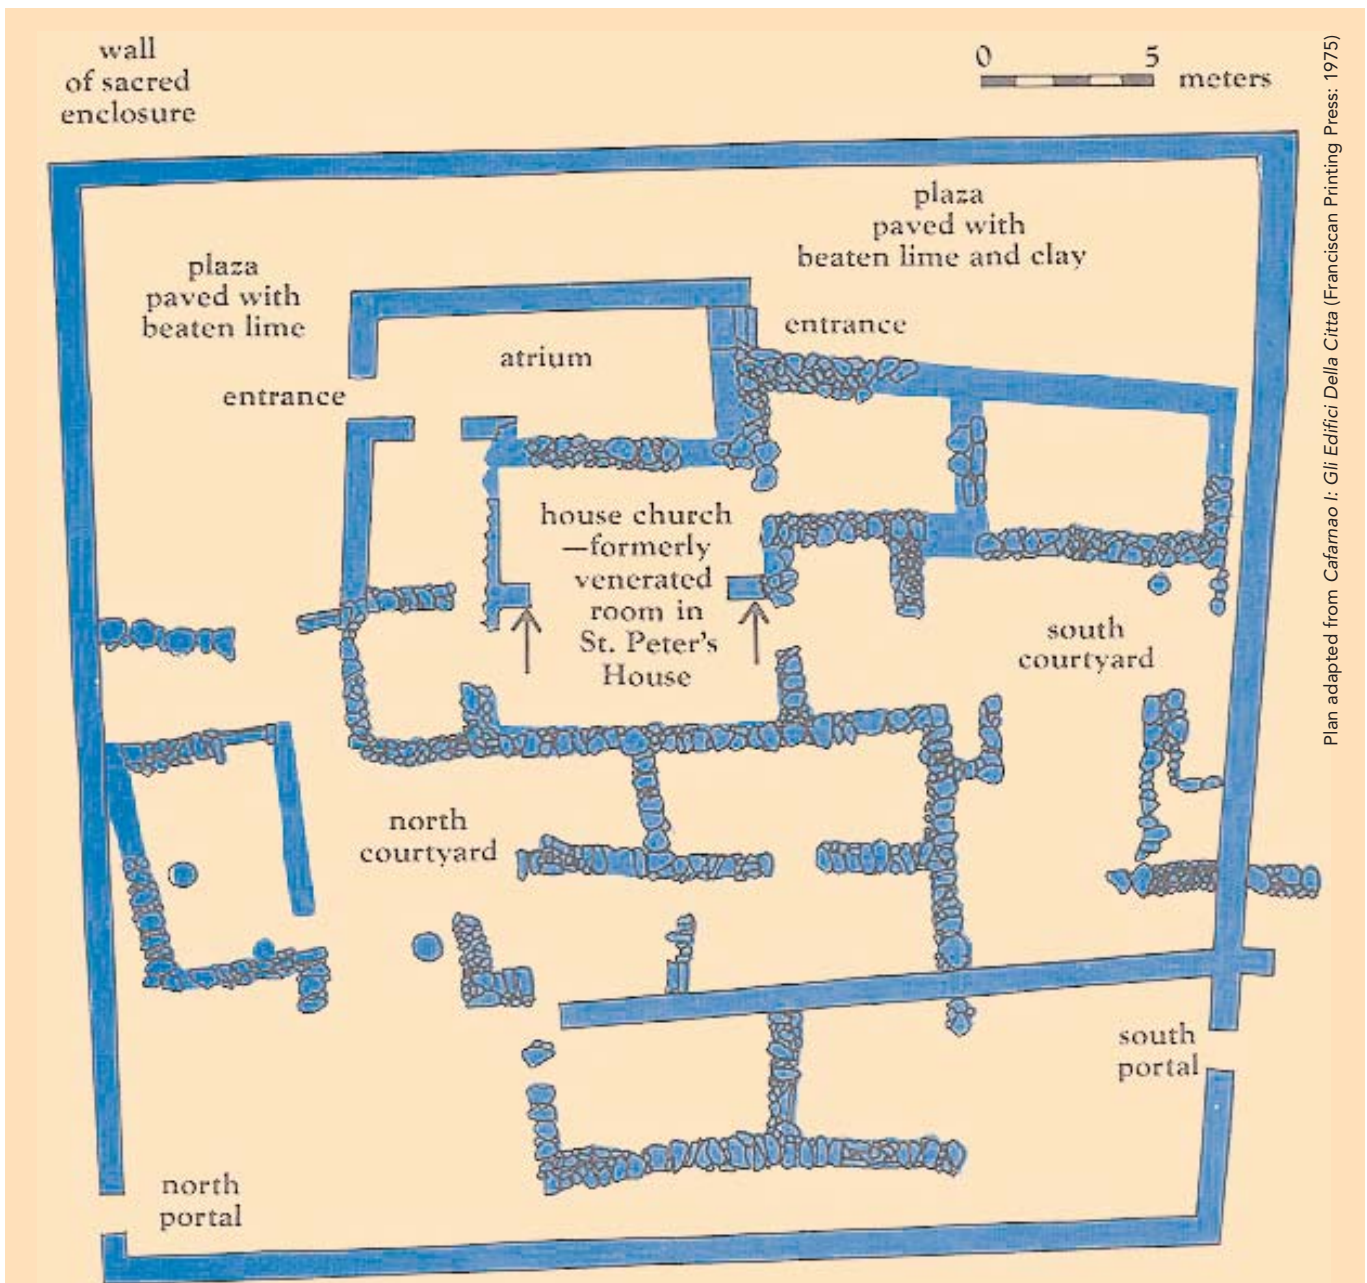 wall
of sacred
enclosure
0 5
meters
plaza
paved with
beaten lime and clay
plaza
paved with
beaten lime
entrance
atrium
entrance
house church
—formerly
venerated
room in
St. Peter's
House
south
courtyard
north
courtyard
south
portal
north
portal
Plan adapted from Cafarnao I: Gli Edifici Della Citta (Franciscan Printing Press: 1975)